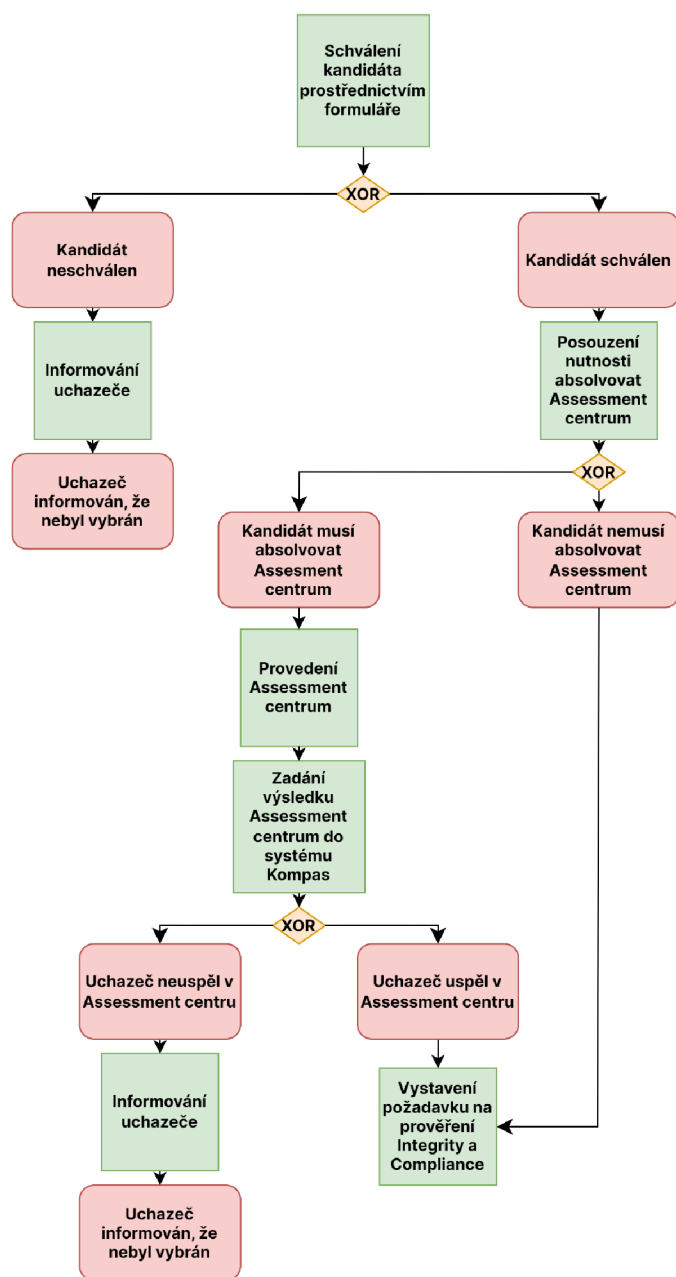 Schválení
kandidáta
prostřednictvím
formuláře
XOR
Kandidát
neschválen
Kandidát schválen
Informování
uchazeče
Posouzení
nutnosti
absolvovat
Assessment
centrum
Uchazeč
informován, že
nebyl vybrán
XOR
Kandidát musí
absolvovat
Assesment
centrum
Kandidát nemusí
absolvovat
Assessment
centrum
Provedení
Assessment
centrum
Zadání
výsledku
Assessment
centrum do
systému
Kompas
XOR
Uchazeč neuspěl v
Assessment centru
Uchazeč uspěl v
Assessment centru
Informování
uchazeče
Vystavení
požadavku na
prověření
Integrity a
Compliance
Uchazeč
informován, že
nebyl vybrán